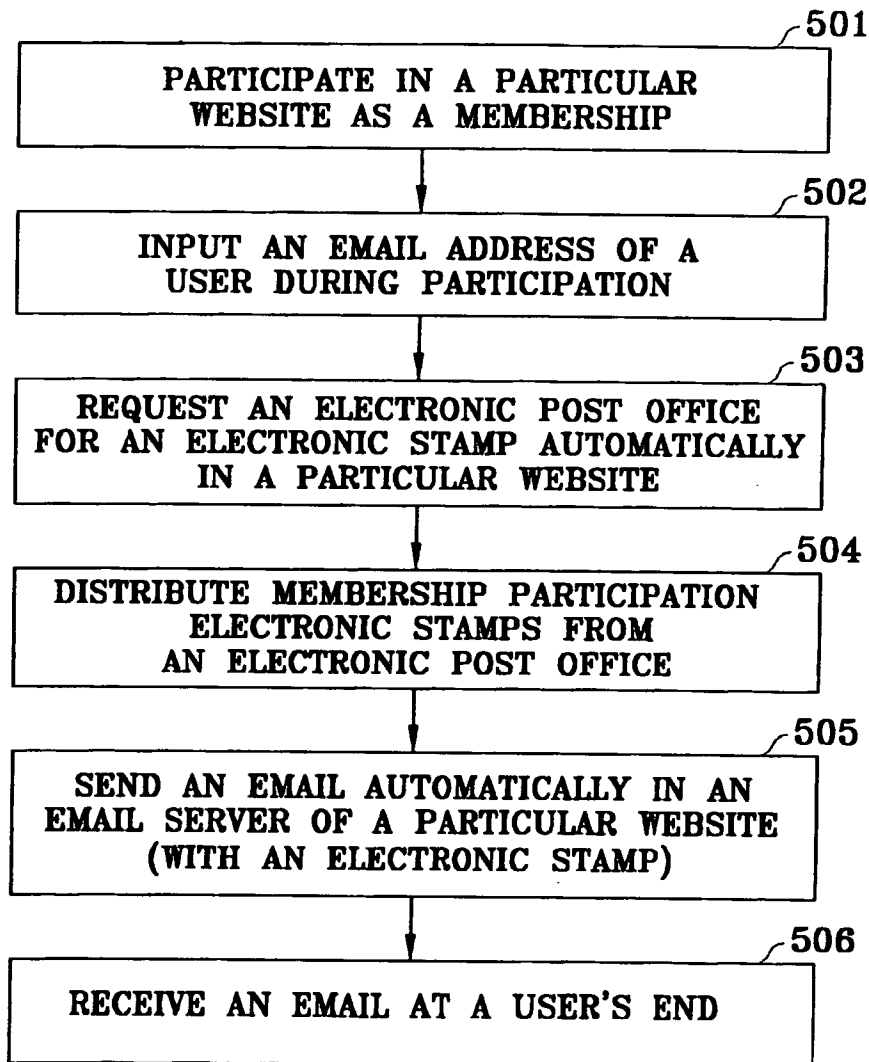 501
PARTICIPATE IN A PARTICULAR
WEBSITE AS A MEMBERSHIP
502
INPUT AN EMAIL ADDRESS OF A
USER DURING PARTICIPATION
503
REQUEST AN ELECTRONIC POST OFFICE
FOR AN ELECTRONIC STAMP AUTOMATICALLY
IN A PARTICULAR WEBSITE
504
DISTRIBUTE MEMBERSHIP PARTICIPATION
ELECTRONIC STAMPS FROM
AN ELECTRONIC POST OFFICE
505
SEND AN EMAIL AUTOMATICALLY IN AN
EMAIL SERVER OF A PARTICULAR WEBSITE
(WITH AN ELECTRONIC STAMP)
506
RECEIVE AN EMAIL AT A USER'S END